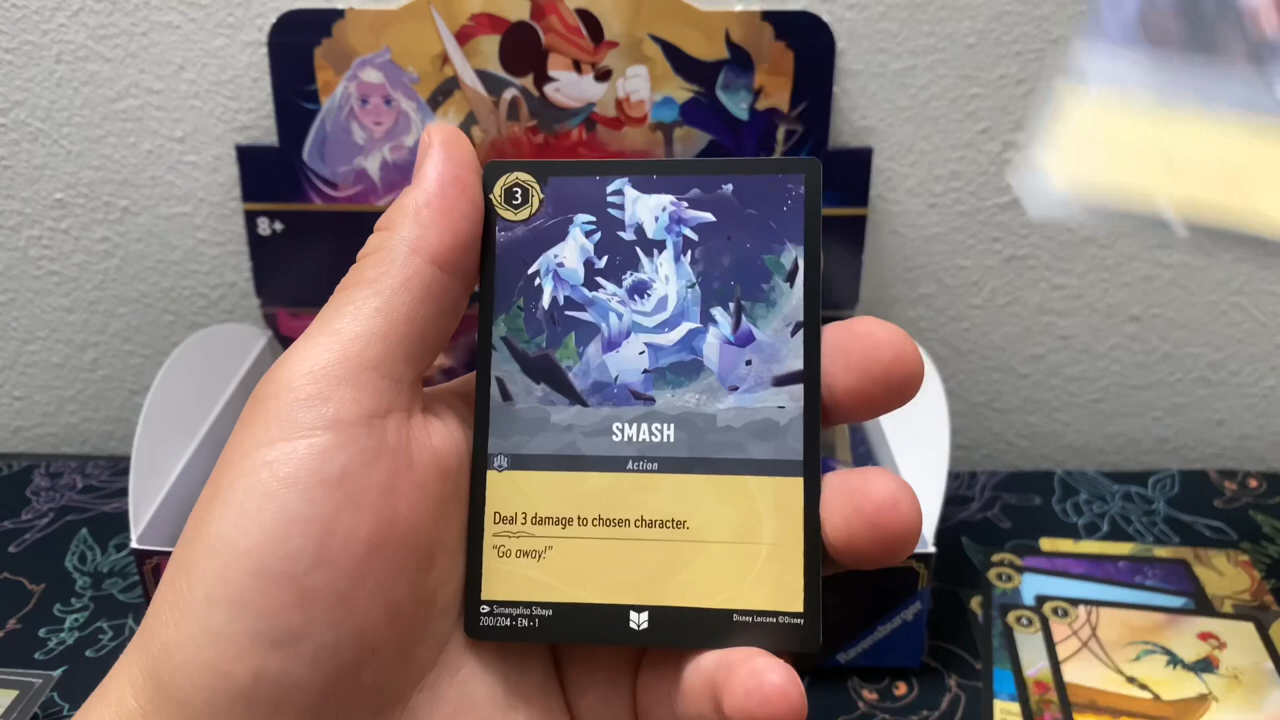 8+
3
SMASH
Action
Deal 3 damage to chosen character.
“Go away!”
Simangaliso Sibaya
200/204 • EN • 1
Disney Lorcana ©Disney
Ravensburger